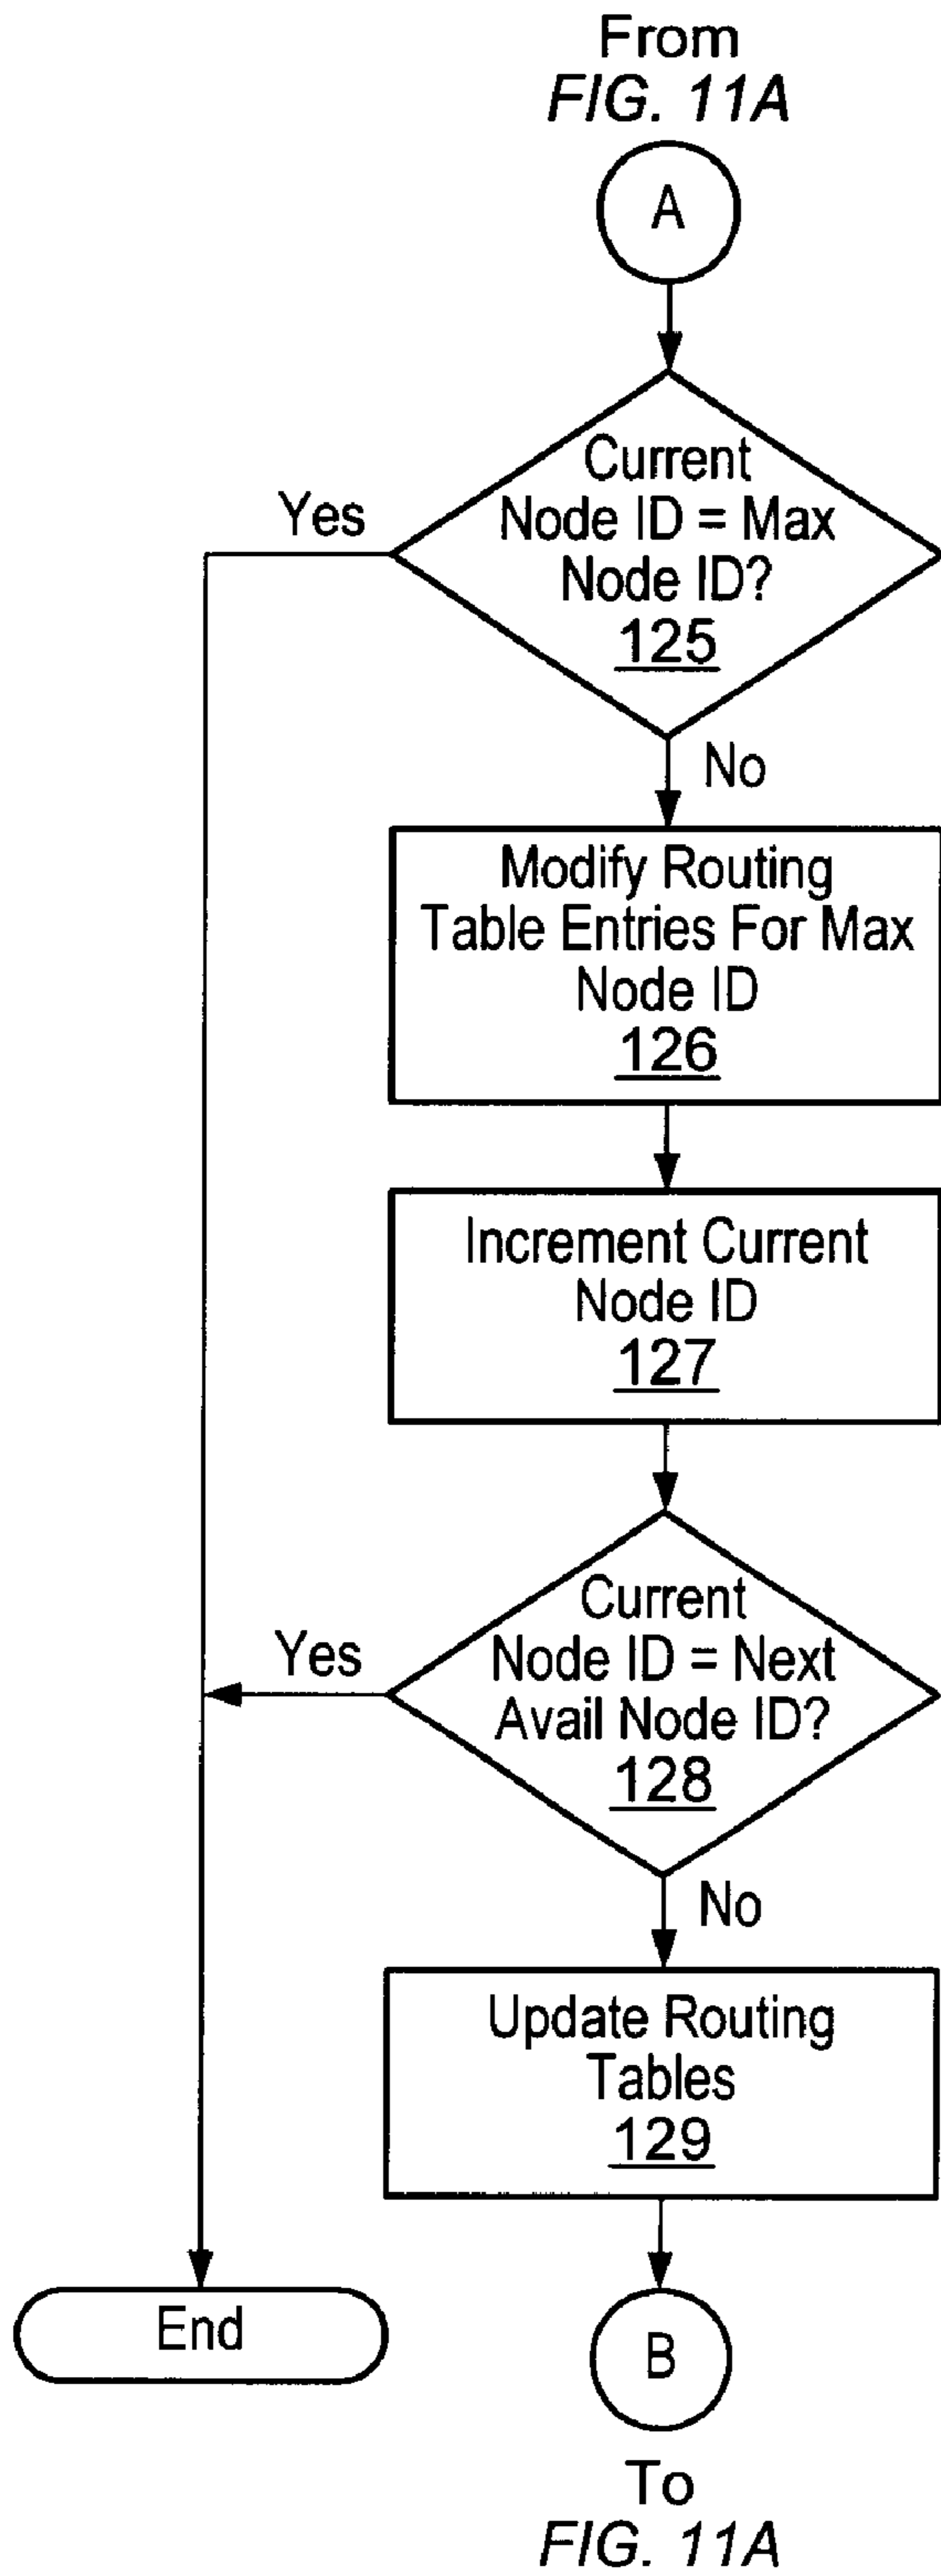 From
FIG. 11A
A
Current
Node ID = Max
Node ID?
125
Yes
No
Modify Routing
Table Entries For Max
Node ID
126
Increment Current
Node ID
127
Current
Node ID = Next
Avail Node ID?
128
Yes
No
Update Routing
Tables
129
End
B
To
FIG. 11A